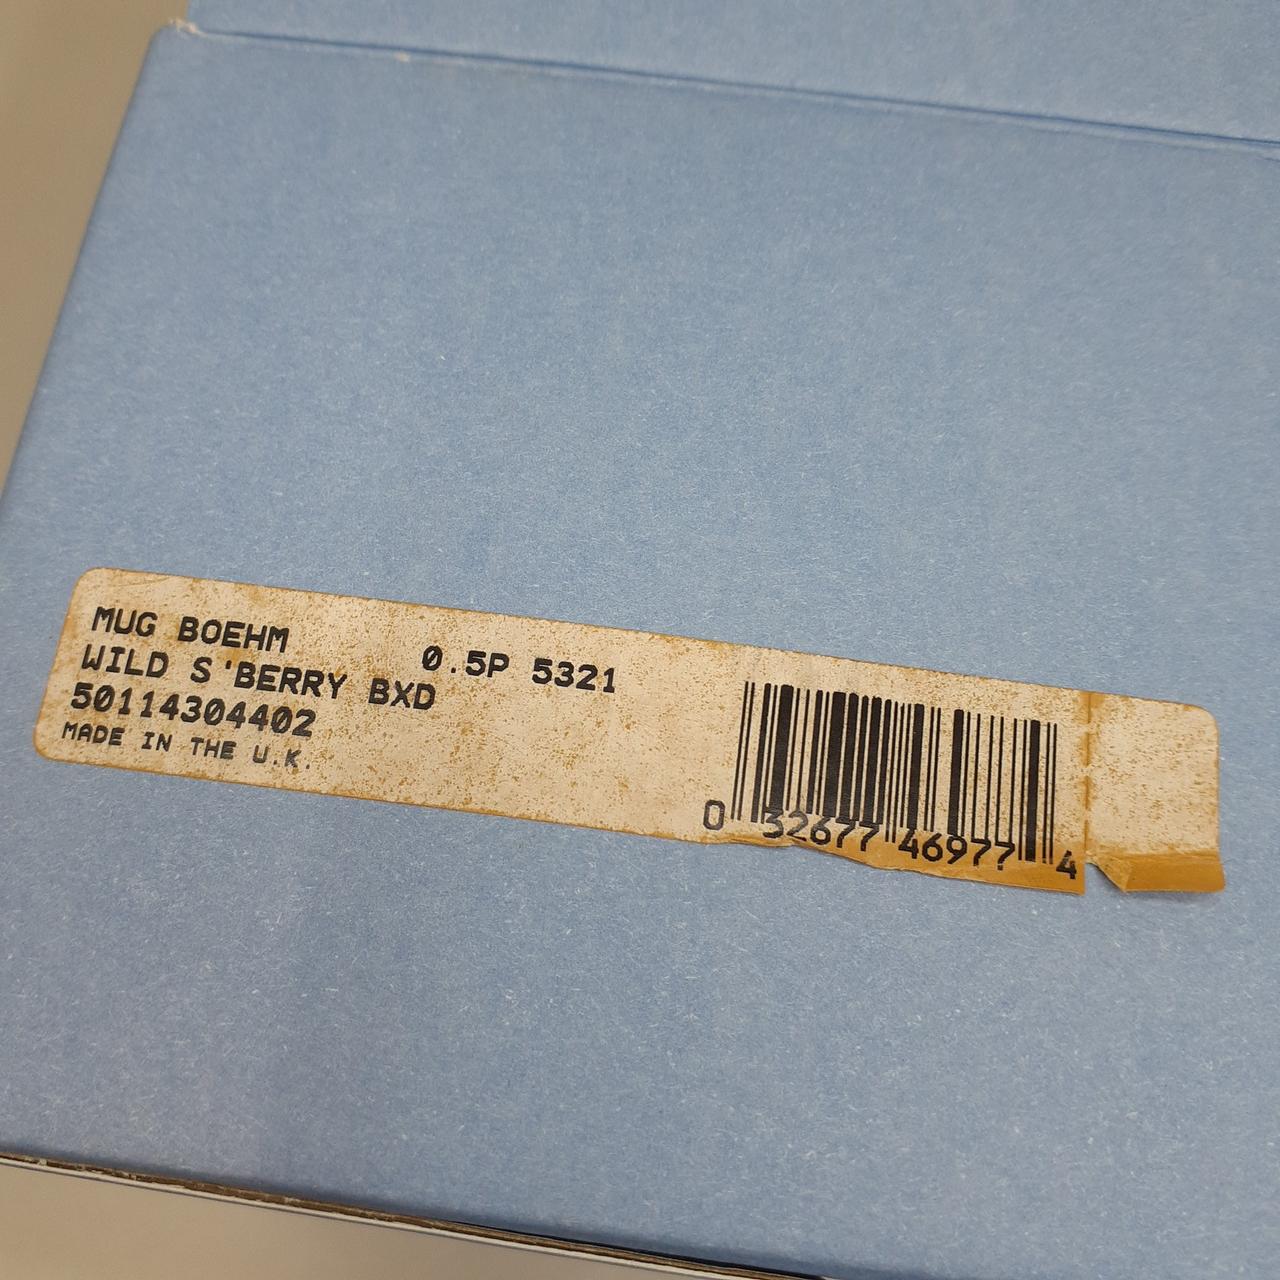 MUG BOEHM
0.5P 5321
WILD S'BERRY BXD
50114304402
MADE IN THE U.K.
0 32677 46977 4